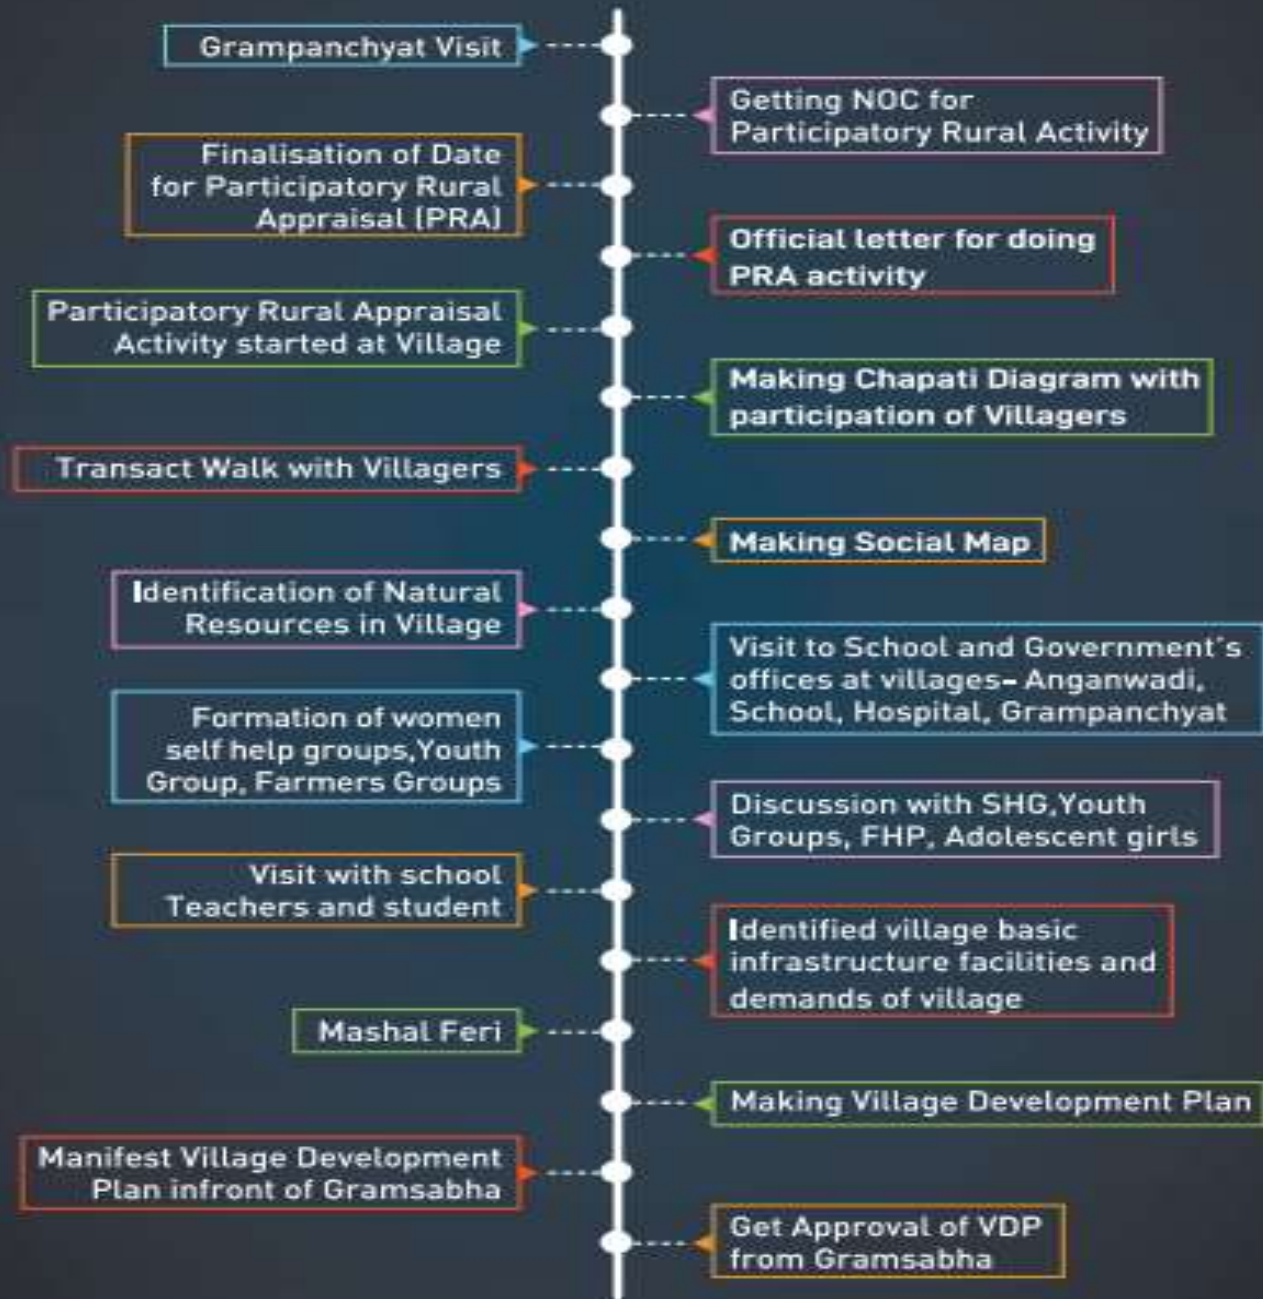 Grampanchyat Visit
Getting NOC for
Participatory Rural Activity
Finalisation of Date
for Participatory Rural
Appraisal (PRA)
Official letter for doing
PRA activity
Participatory Rural Appraisal
Activity started at Village
Making Chapati Diagram with
participation of Villagers
Transact Walk with Villagers
Making Social Map
Identification of Natural
Resources in Village
Visit to School and Government's
offices at villages- Anganwadi,
School, Hospital, Grampanchyat
Formation of women
self help groups,Youth
Group, Farmers Groups
Discussion with SHG,Youth
Groups, FHP, Adolescent girls
Visit with school
Teachers and student
Identified village basic
infrastructure facilities and
demands of village
Mashal Feri
Making Village Development Plan
Manifest Village Development
Plan infront of Gramsabha
Get Approval of VDP
from Gramsabha